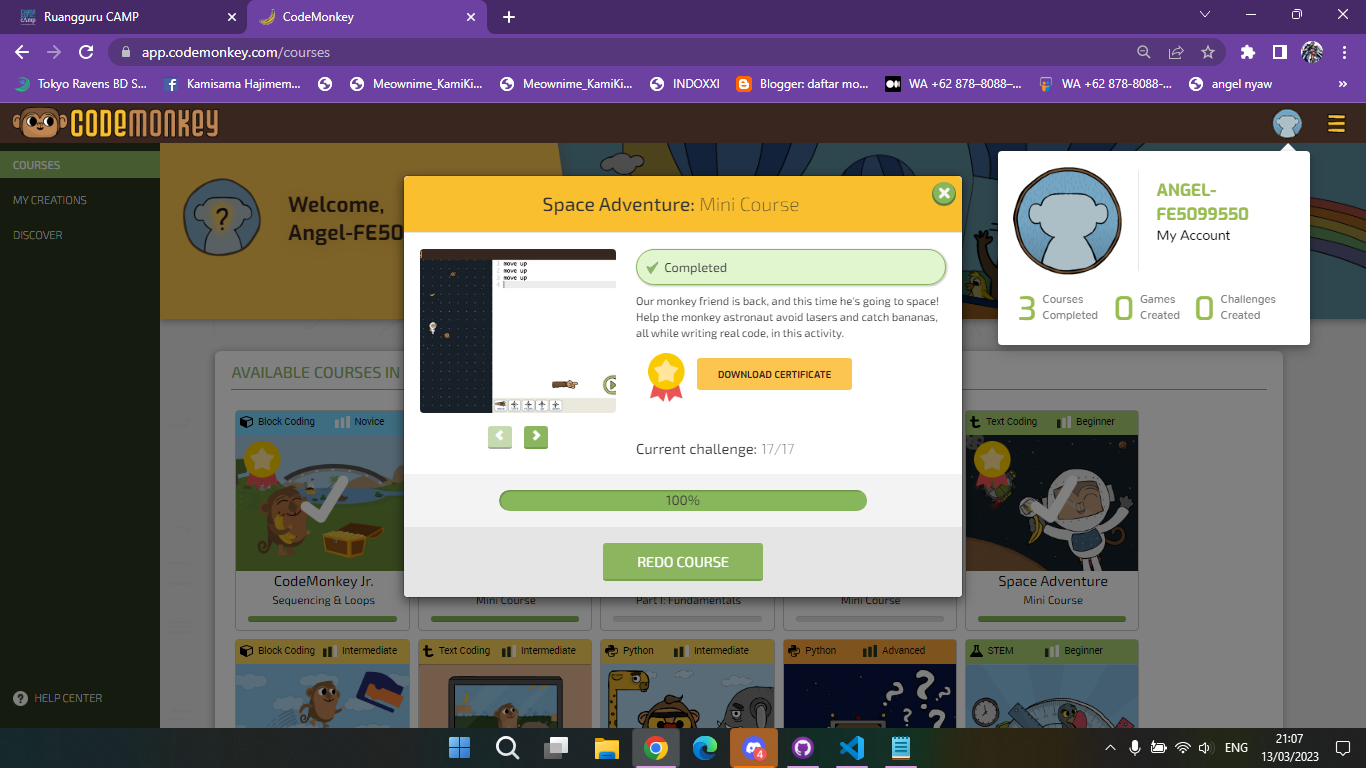 Ruangguru CAMP
CodeMonkey
app.codemonkey.com/courses
Tokyo Ravens BD S...
Kamisama Hajimem...
Meownime_KamiKi...
Meownime_KamiKi...
INDOXXI
Blogger: daftar mo...
WA +62 878–8088–...
WA +62 878-8088-...
angel nyaw
»
CODEMONKEY
COURSES
MY CREATIONS
DISCOVER
HELP CENTER
?
Welcome,
Angel-FE50
ANGEL-
FE5099550
My Account
3 Courses Completed
0 Games Created
0 Challenges Created
Space Adventure: Mini Course
1 move up
2 move up
3 move up
4
Completed
Our monkey friend is back, and this time he's going to space!
Help the monkey astronaut avoid lasers and catch bananas,
all while writing real code, in this activity.
DOWNLOAD CERTIFICATE
Current challenge: 17/17
100%
REDO COURSE
AVAILABLE COURSES IN
Block Coding Novice
Text Coding Beginner
CodeMonkey Jr.
Sequencing & Loops
Mini Course
Part 1: Fundamentals
Mini Course
Space Adventure
Mini Course
Block Coding Intermediate
Text Coding Intermediate
Python Intermediate
Python Advanced
STEM Beginner
? ? ? ?
4
ENG
21:07
13/03/2023